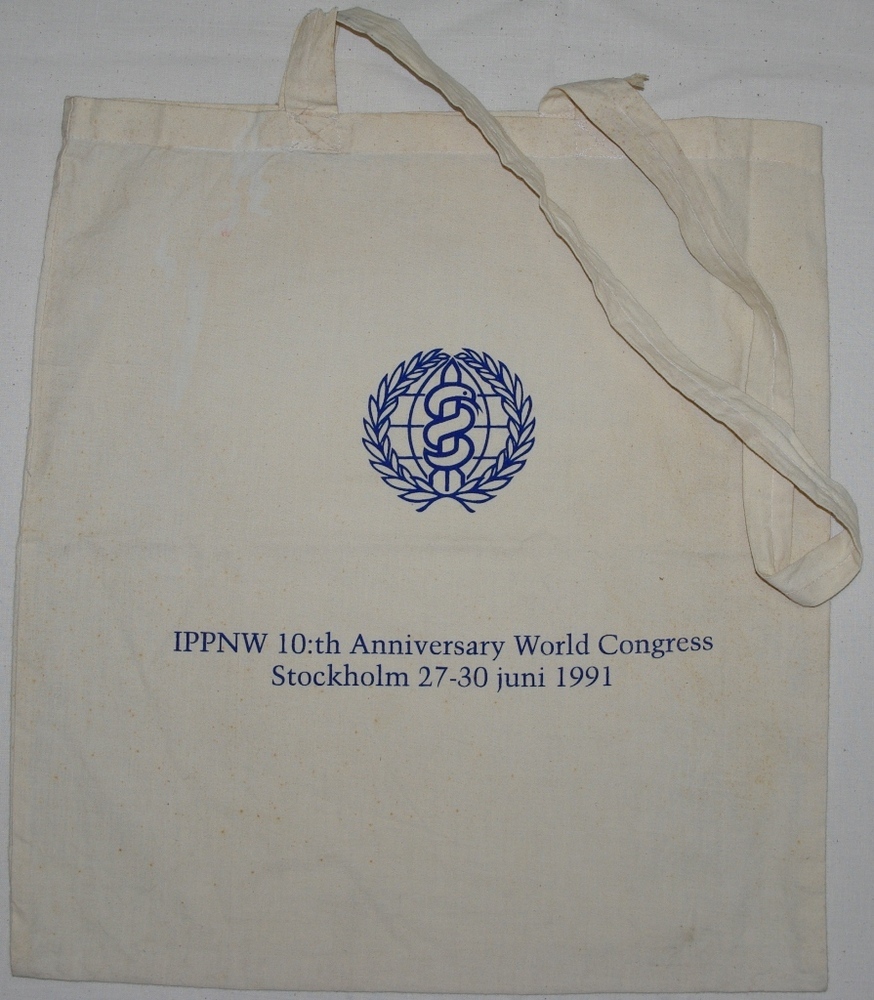 IPPNW 10:th Anniversary World Congress
Stockholm 27-30 juni 1991